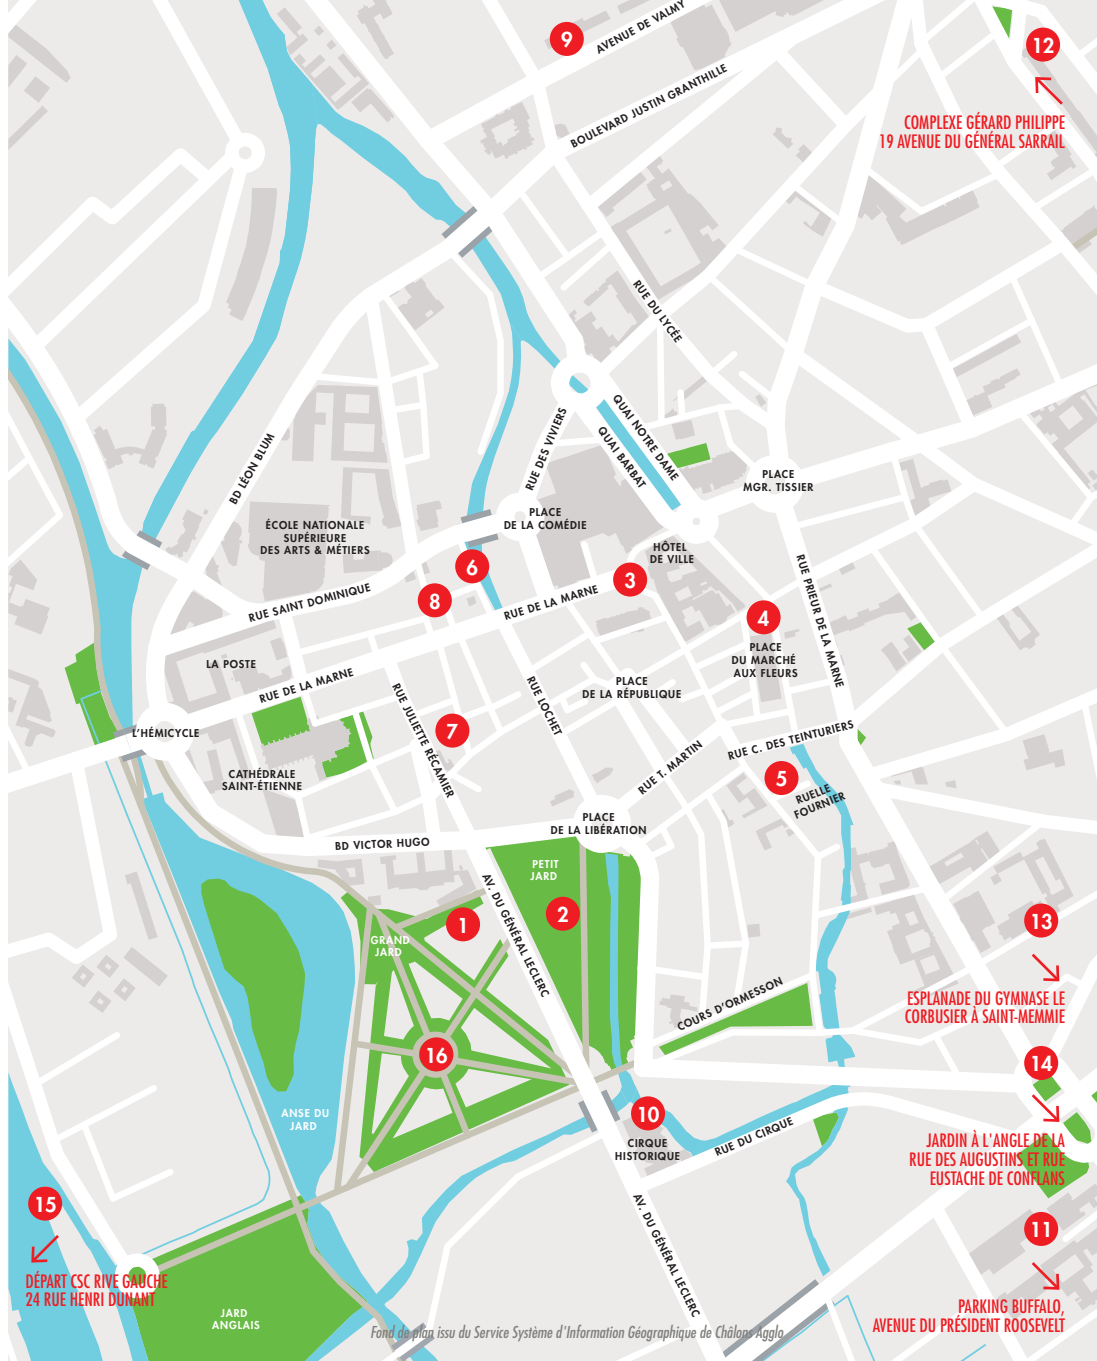 9
AVENUE DE VALMY
12
BOULEVARD JUSTIN GRANTHILLE
COMPLEXE GÉRARD PHILIPPE
19 AVENUE DU GÉNÉRAL SARRAIL
RUE DU LYCÉE
QUAI NOTRE DAME
QUAI BARBAT
RUE DES VIVIERS
BD LÉON BLUM
PLACE
MGR. TISSIER
PLACE
DE LA COMÉDIE
ÉCOLE NATIONALE
SUPÉRIEURE
DES ARTS & MÉTIERS
HÔTEL
DE VILLE
6
3
8
RUE SAINT DOMINIQUE
RUE DE LA MARNE
RUE PRIEUR DE LA MARNE
4
PLACE
DU MARCHÉ
AUX FLEURS
LA POSTE
RUE DE LA MARNE
PLACE
DE LA RÉPUBLIQUE
RUE JULIETTE RÉCAMIER
RUE LOCHET
7
L'HÉMICYCLE
RUE C. DES TEINTURIERS
RUE T. MARTIN
5
RUELLE
FOURNIER
CATHÉDRALE
SAINT-ÉTIENNE
PLACE
DE LA LIBÉRATION
BD VICTOR HUGO
PETIT
JARD
AV. DU GÉNÉRAL LECLERC
2
1
13
GRAND
JARD
COURS D'ORMESSON
ESPLANADE DU GYMNASE LE
CORBUSIER À SAINT-MEMMIE
16
14
ANSE DU
JARD
10
CIRQUE
HISTORIQUE
RUE DU CIRQUE
JARDIN À L'ANGLE DE LA
RUE DES AUGUSTINS ET RUE
EUSTACHE DE CONFLANS
15
11
AV. DU GÉNÉRAL LECLERC
DÉPART CSC RIVE GAUCHE
24 RUE HENRI DUNANT
JARD
ANGLAIS
PARKING BUFFALO,
AVENUE DU PRÉSIDENT ROOSEVELT
Fond de plan issu du Service Système d'Information Géographique de Châlons Agglo